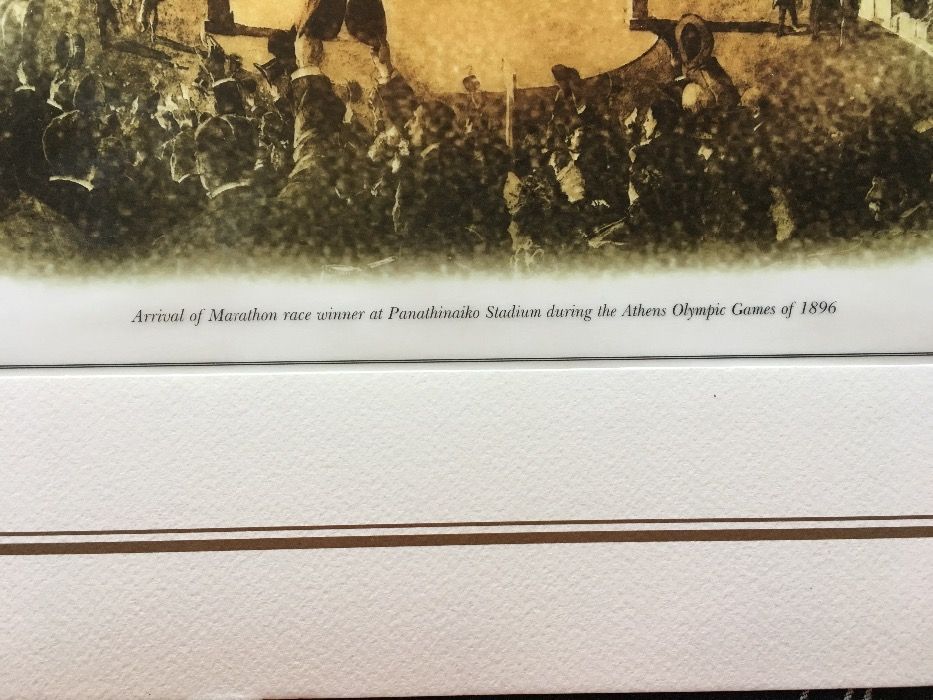 Arrival of Marathon race winner at Panathinaiko Stadium during the Athens Olympic Games of 1896